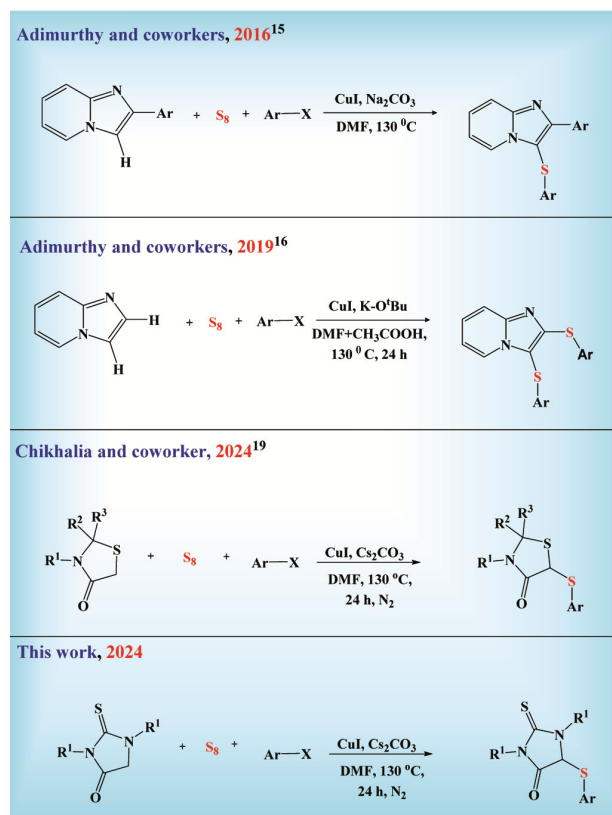 Adimurthy and coworkers, 2016¹⁵
N
N
Ar
H
+ S₈ + Ar—X
CuI, Na₂CO₃
DMF, 130 ⁰C
N
N
Ar
S
Ar
Adimurthy and coworkers, 2019¹⁶
N
N
H
H
+ S₈ + Ar—X
CuI, K-OᵗBu
DMF+CH₃COOH,
130 ⁰ C, 24 h
N
N
S
Ar
S
Ar
Chikhalia and coworker, 2024¹⁹
R² R³
S
R¹—N
O
+ S₈ + Ar—X
CuI, Cs₂CO₃
DMF, 130 ⁰C,
24 h, N₂
R² R³
S
R¹—N
S
O
Ar
This work, 2024
S
R¹
N
R¹—N
O
+ S₈ + Ar—X
CuI, Cs₂CO₃
DMF, 130 ⁰C,
24 h, N₂
S
R¹
N
R¹—N
S
O
Ar